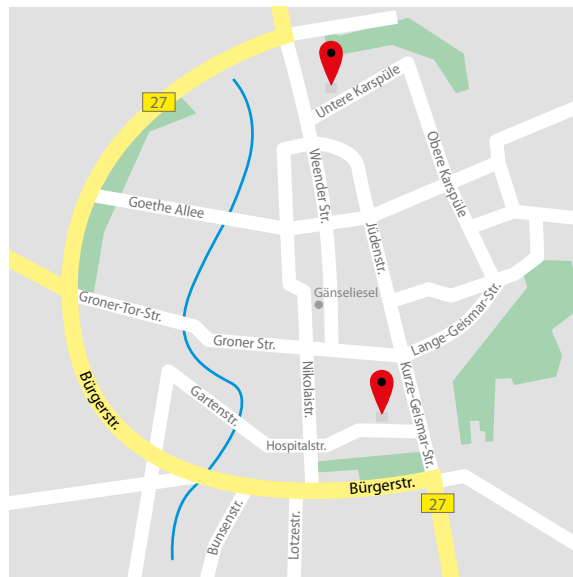 27
Untere Karspüle
Obere Karspüle
Weender Str.
Goethe Allee
Jüdenstr.
Gänseliesel
Groner-Tor-Str.
Groner Str.
Lange-Geismar-Str.
Nikolaistr.
Kurze-Geismar-Str.
Bürgerstr.
Gartenstr.
Hospitalstr.
Bürgerstr.
27
Bunsenstr.
Lotzestr.